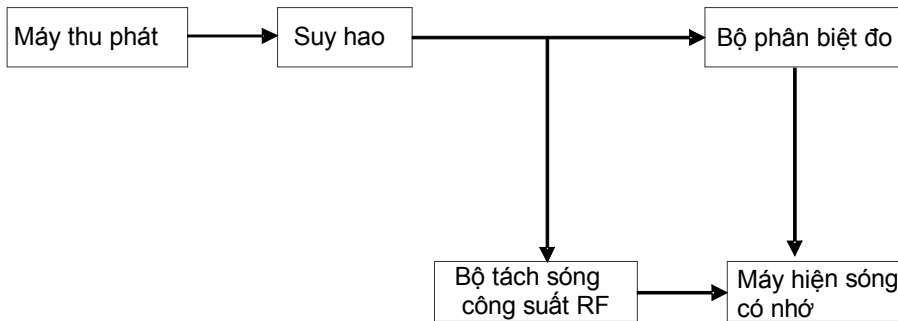 Máy thu phát
Suy hao
Bộ phân biệt đo
Bộ tách sóng
công suất RF
Máy hiện sóng
có nhớ